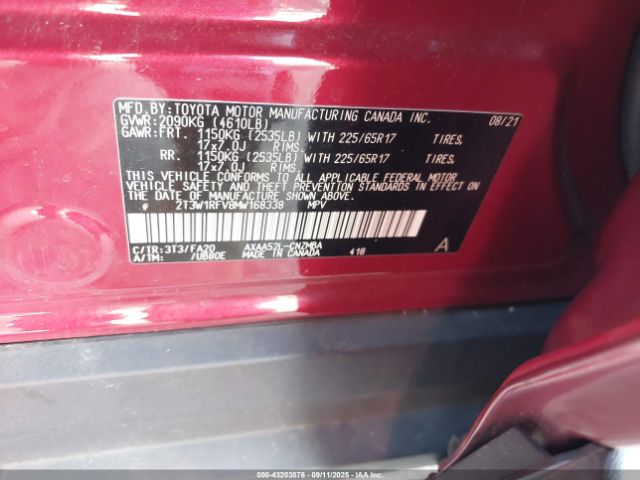 MFD. BY: TOYOTA MOTOR MANUFACTURING CANADA INC. 08/21
GVWR: 2090KG (4610LB)
GAWR: FRT. 1150KG (2535LB) WITH 225/65R17 TIRES,
17x7.0J RIMS.
RR. 1150KG (2535LB) WITH 225/65R17 TIRES,
17x7.0J RIMS.
THIS VEHICLE CONFORMS TO ALL APPLICABLE FEDERAL MOTOR
VEHICLE SAFETY AND THEFT PREVENTION STANDARDS IN EFFECT ON
THE DATE OF MANUFACTURE SHOWN ABOVE.
2T3W1RFV8MW168338 MPV
C/TR: 3T3/FA20 AXAA52L-CNZMBA 418 A
A/TM: /UB80E MADE IN CANADA
00-43203876 - 09/11/2025 - COPYRIGHT IAA, LLC.